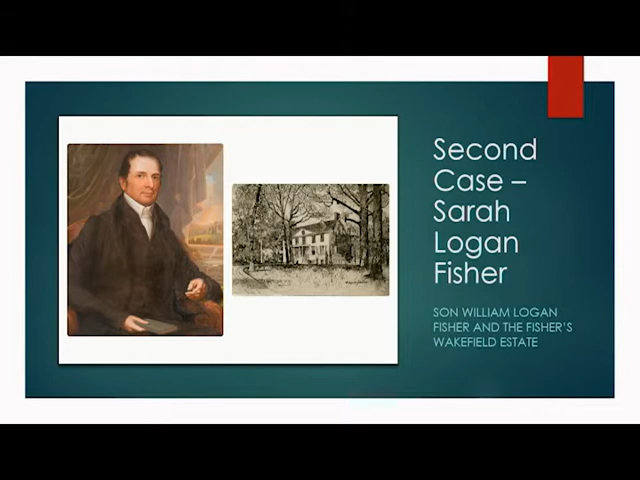 Second
Case –
Sarah
Logan
Fisher
SON WILLIAM LOGAN
FISHER AND THE FISHER'S
WAKEFIELD ESTATE